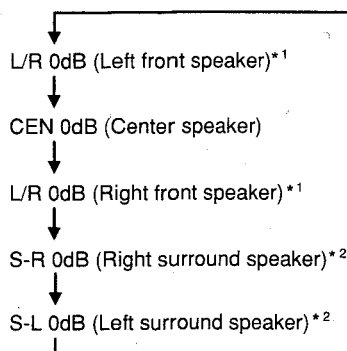 L/R 0dB (Left front speaker)*1
CEN 0dB (Center speaker)
L/R 0dB (Right front speaker)*1
S-R 0dB (Right surround speaker)*2
S-L 0dB (Left surround speaker)*2